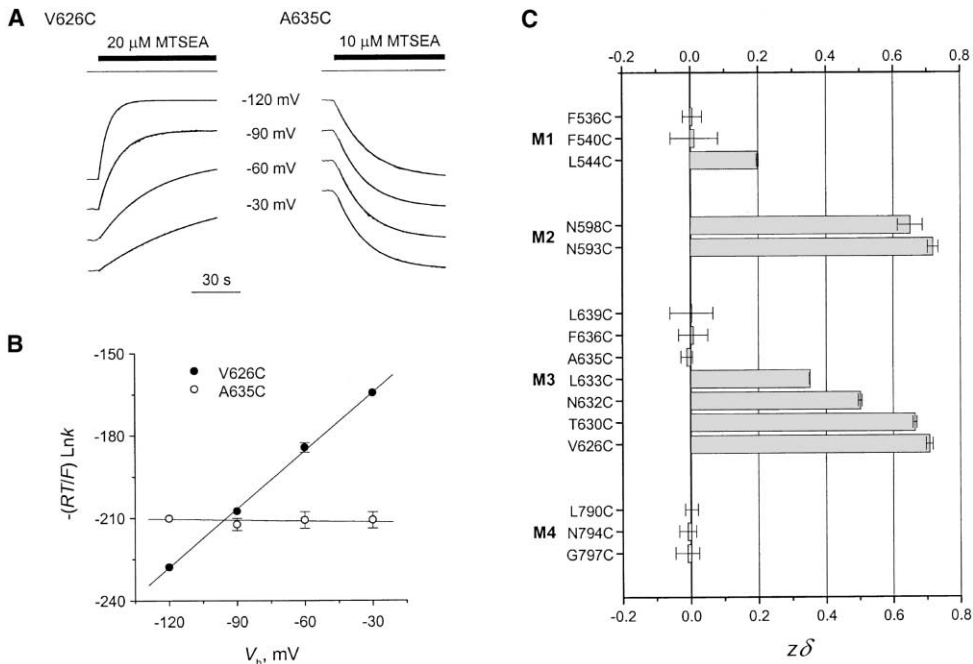 A
V626C
A635C
20 μM MTSEA
10 μM MTSEA
-120 mV
-90 mV
-60 mV
-30 mV
30 s
B
-150
-180
-210
-240
-(RT/F) Lnk
V626C
A635C
-120
-90
-60
-30
Vh, mV
C
-0.2 0.0 0.2 0.4 0.6 0.8
M1
F536C
F540C
L544C
M2
N598C
N593C
M3
L639C
F636C
A635C
L633C
N632C
T630C
V626C
M4
L790C
N794C
G797C
-0.2 0.0 0.2 0.4 0.6 0.8
zδ